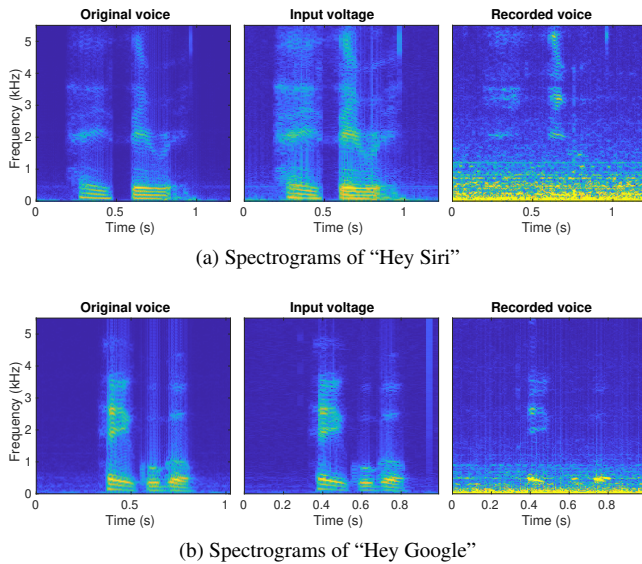 Original voice Input voltage Recorded voice
5
4
3
2
1
0
Frequency (kHz)
0 0.5 1 0 0.5 1 0 0.5 1
Time (s) Time (s) Time (s)
(a) Spectrograms of “Hey Siri”
Original voice Input voltage Recorded voice
5
4
3
2
1
0
Frequency (kHz)
0 0.5 1 0 0.2 0.4 0.6 0.8 0 0.2 0.4 0.6 0.8
Time (s) Time (s) Time (s)
(b) Spectrograms of “Hey Google”